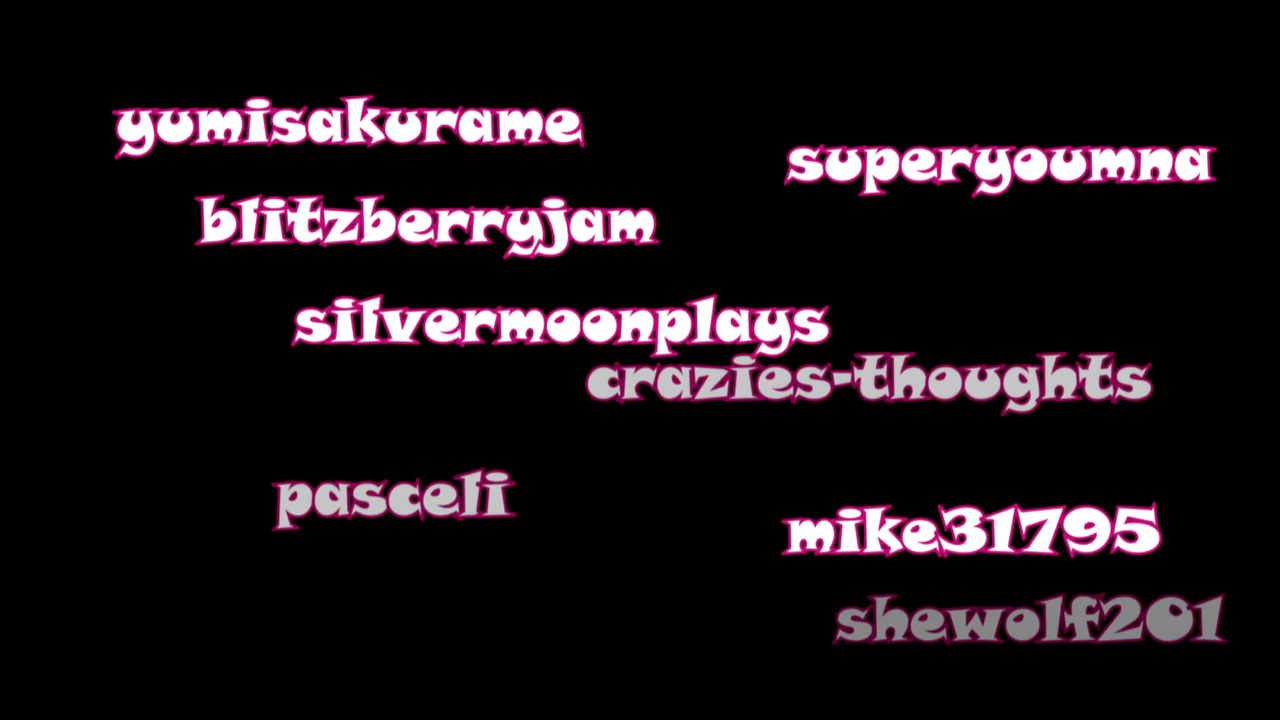 yumisakurame
superyoumna
blitzberryjam
silvermoonplays
crazies-thoughts
pasceli
mike31795
shewolf201